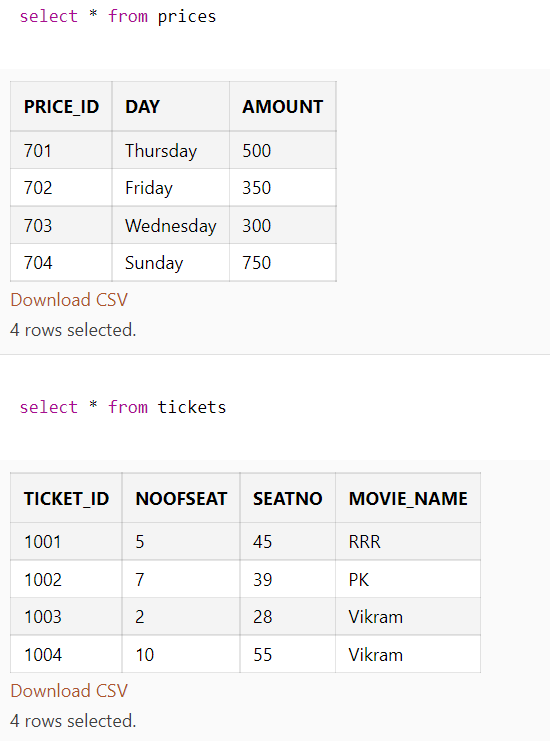 select * from prices
PRICE_ID DAY AMOUNT
701 Thursday 500
702 Friday 350
703 Wednesday 300
704 Sunday 750
Download CSV
4 rows selected.
select * from tickets
TICKET_ID NOOFSEAT SEATNO MOVIE_NAME
1001 5 45 RRR
1002 7 39 PK
1003 2 28 Vikram
1004 10 55 Vikram
Download CSV
4 rows selected.